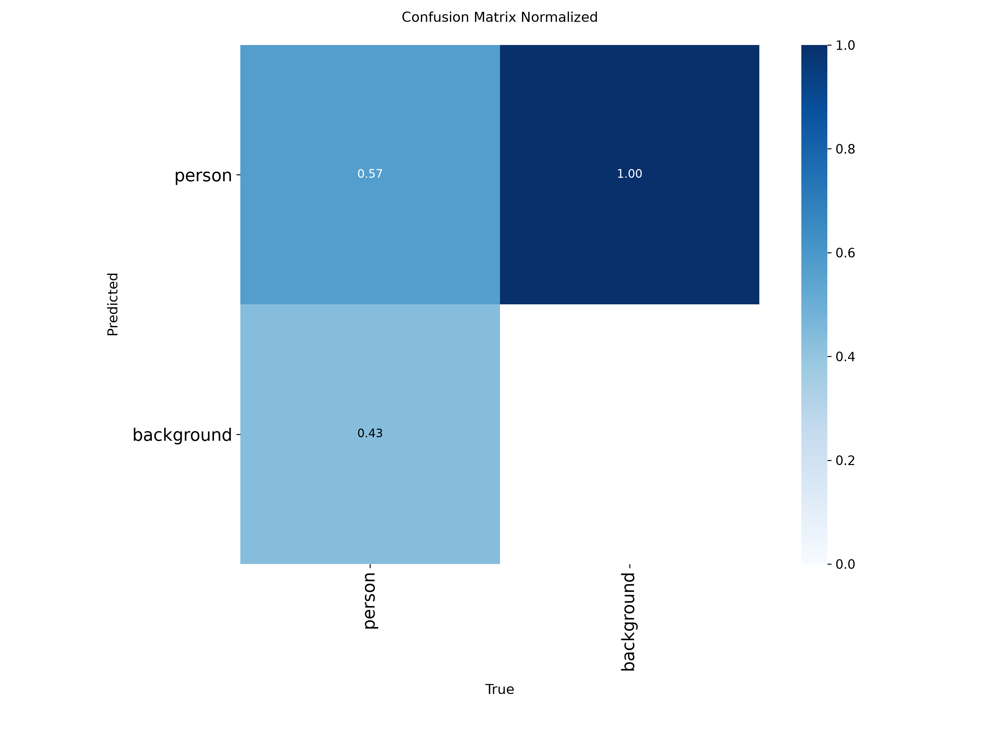 Confusion Matrix Normalized
1.0
0.8
0.6
0.4
0.2
0.0
person
background
0.57
1.00
0.43
Predicted
person
background
True